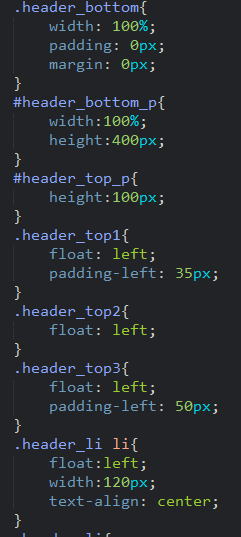 .header_bottom{
width: 100%;
padding: 0px;
margin: 0px;
}
#header_bottom_p{
width:100%;
height:400px;
}
#header_top_p{
height:100px;
}
.header_top1{
float: left;
padding-left: 35px;
}
.header_top2{
float: left;
}
.header_top3{
float: left;
padding-left: 50px;
}
.header_li li{
float:left;
width:120px;
text-align: center;
}